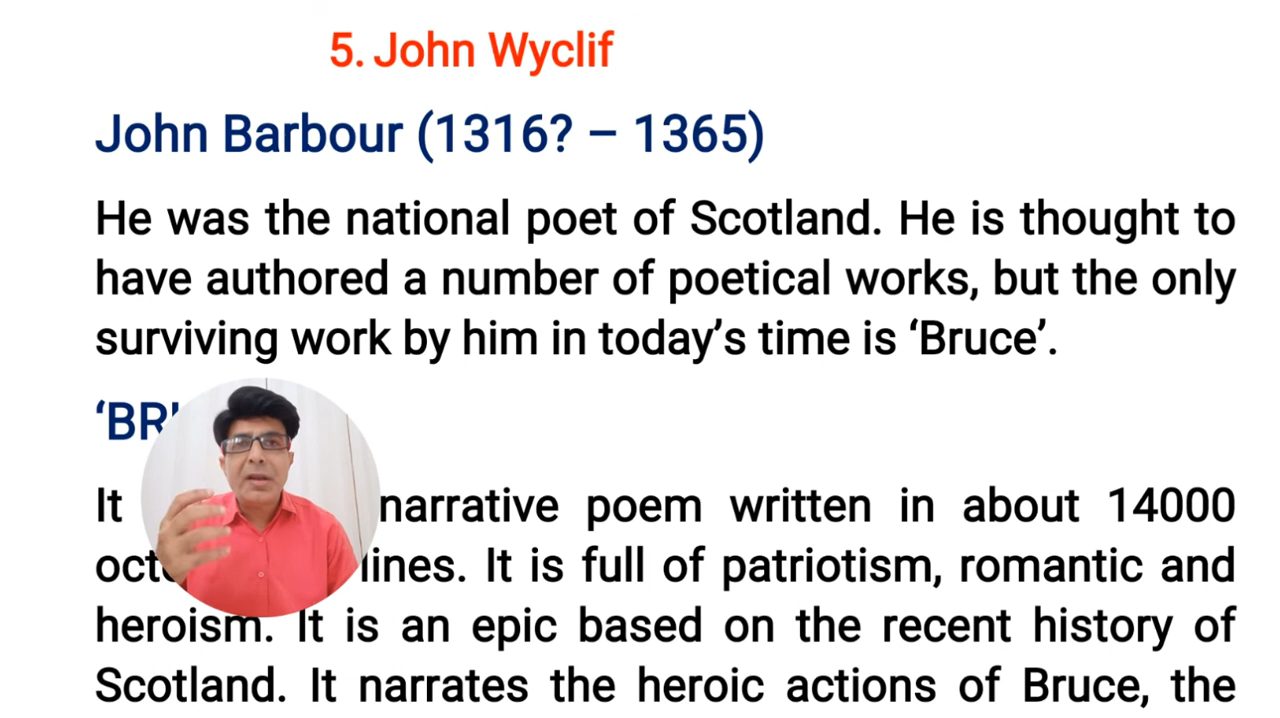 5. John Wyclif
John Barbour (1316? – 1365)
He was the national poet of Scotland. He is thought to
have authored a number of poetical works, but the only
surviving work by him in today’s time is ‘Bruce’.
It narrative poem written in about 14000
lines. It is full of patriotism, romantic and
heroism. It is an epic based on the recent history of
Scotland. It narrates the heroic actions of Bruce, the